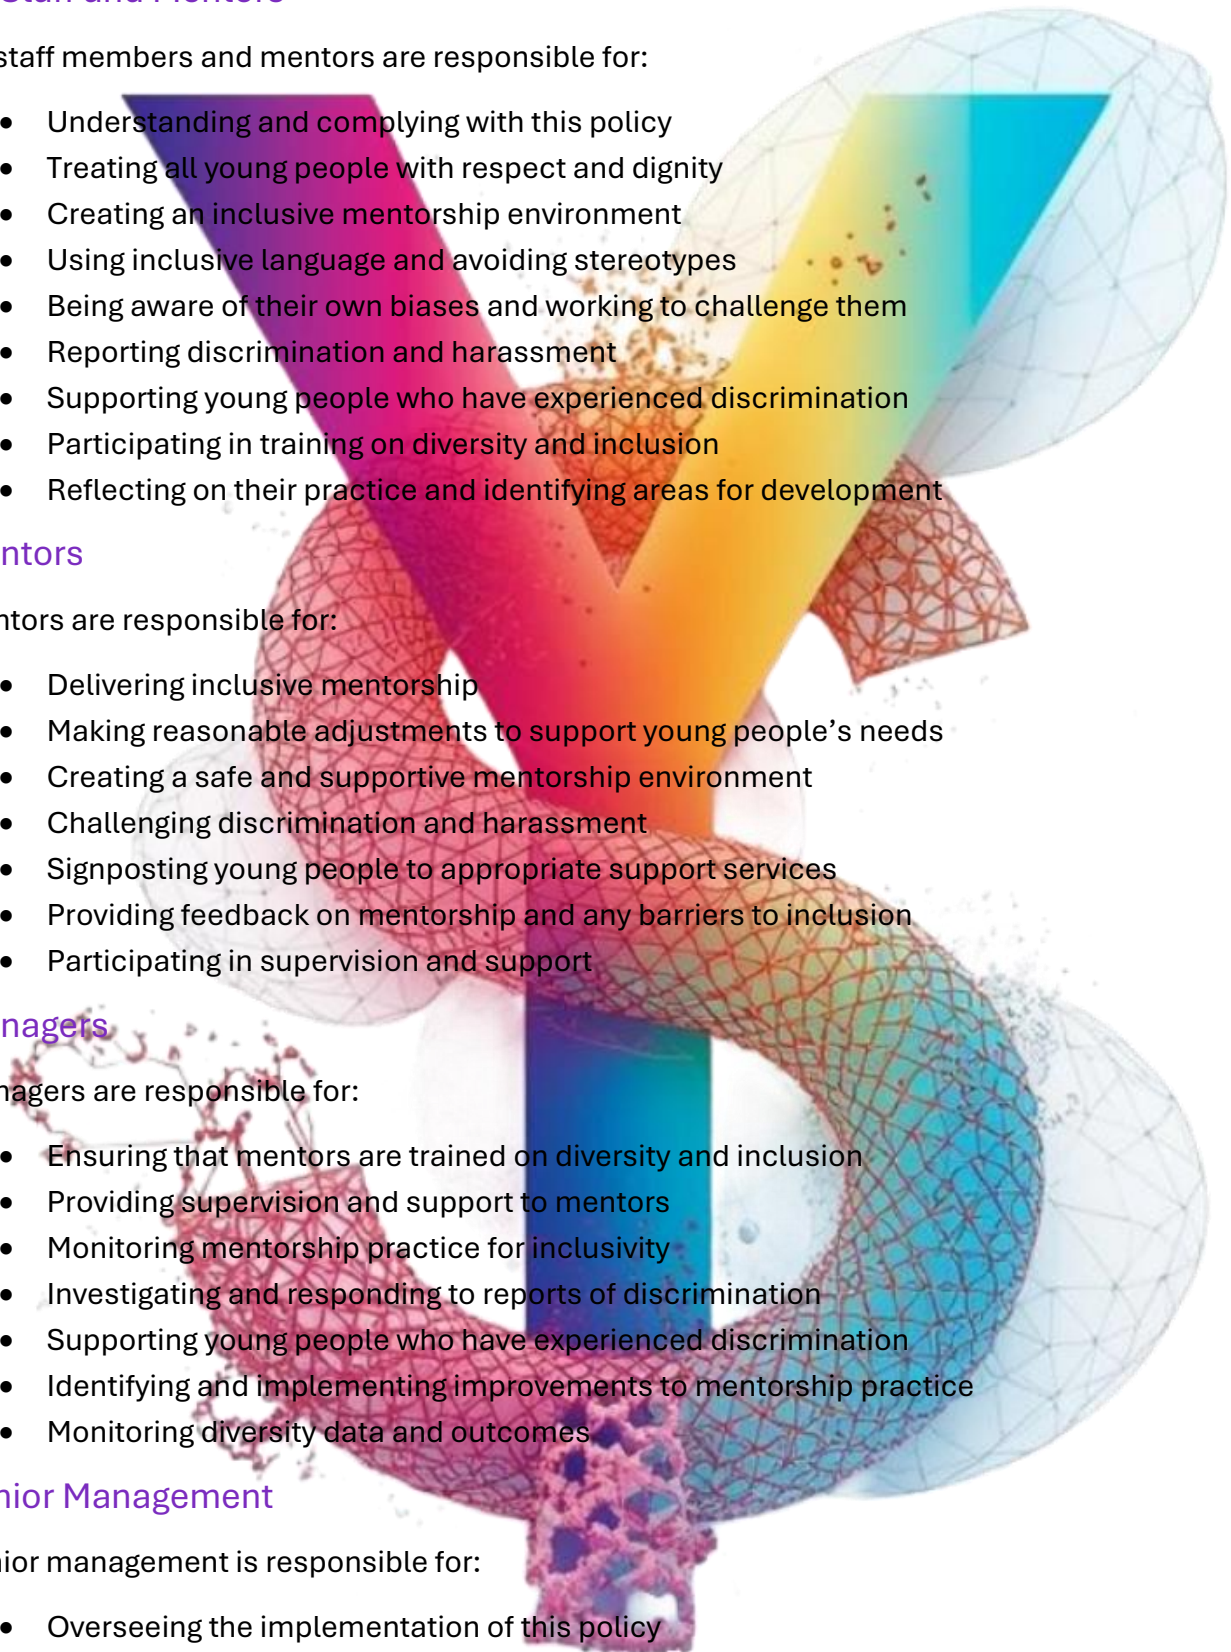 Staff and Mentors
staff members and mentors are responsible for:
• Understanding and complying with this policy
• Treating all young people with respect and dignity
• Creating an inclusive mentorship environment
• Using inclusive language and avoiding stereotypes
• Being aware of their own biases and working to challenge them
• Reporting discrimination and harassment
• Supporting young people who have experienced discrimination
• Participating in training on diversity and inclusion
• Reflecting on their practice and identifying areas for development
ntors
ntors are responsible for:
• Delivering inclusive mentorship
• Making reasonable adjustments to support young people’s needs
• Creating a safe and supportive mentorship environment
• Challenging discrimination and harassment
• Signposting young people to appropriate support services
• Providing feedback on mentorship and any barriers to inclusion
• Participating in supervision and support
nagers
nagers are responsible for:
• Ensuring that mentors are trained on diversity and inclusion
• Providing supervision and support to mentors
• Monitoring mentorship practice for inclusivity
• Investigating and responding to reports of discrimination
• Supporting young people who have experienced discrimination
• Identifying and implementing improvements to mentorship practice
• Monitoring diversity data and outcomes
nior Management
nior management is responsible for:
• Overseeing the implementation of this policy